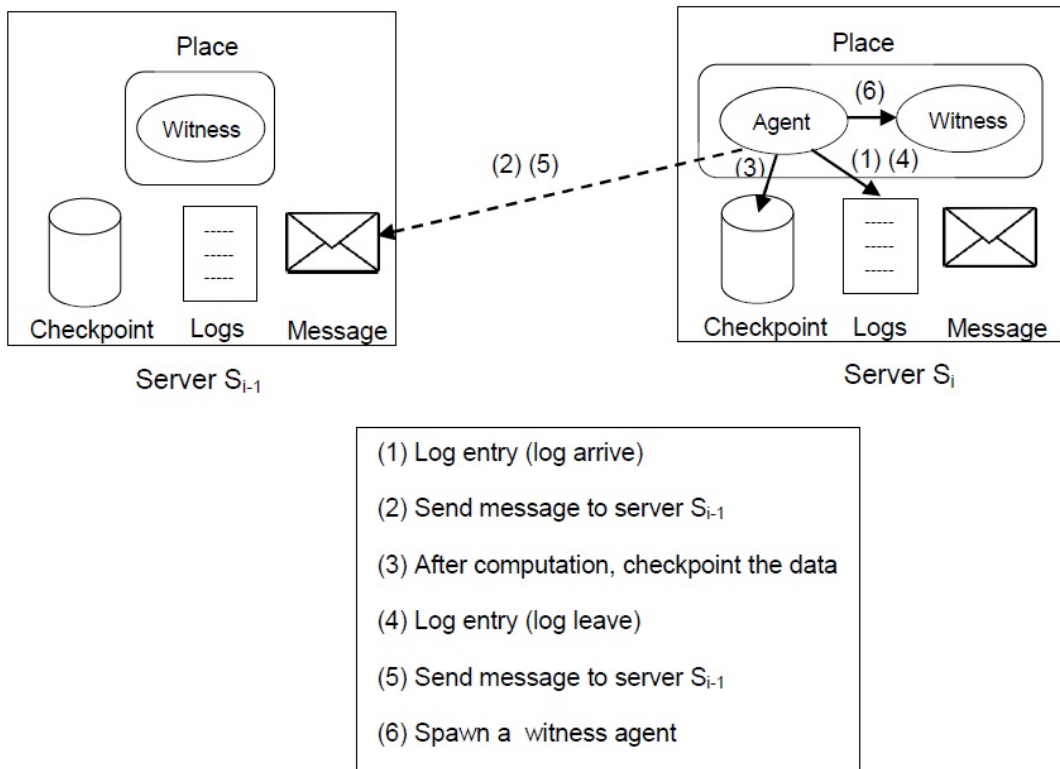 Place
Witness
-----
-----
-----
Checkpoint
Logs
Message
Server Si-1
(2) (5)
Place
Agent
(6)
Witness
(3)
(1) (4)
-----
-----
-----
Checkpoint
Logs
Message
Server Si
(1) Log entry (log arrive)
(2) Send message to server Si-1
(3) After computation, checkpoint the data
(4) Log entry (log leave)
(5) Send message to server Si-1
(6) Spawn a witness agent